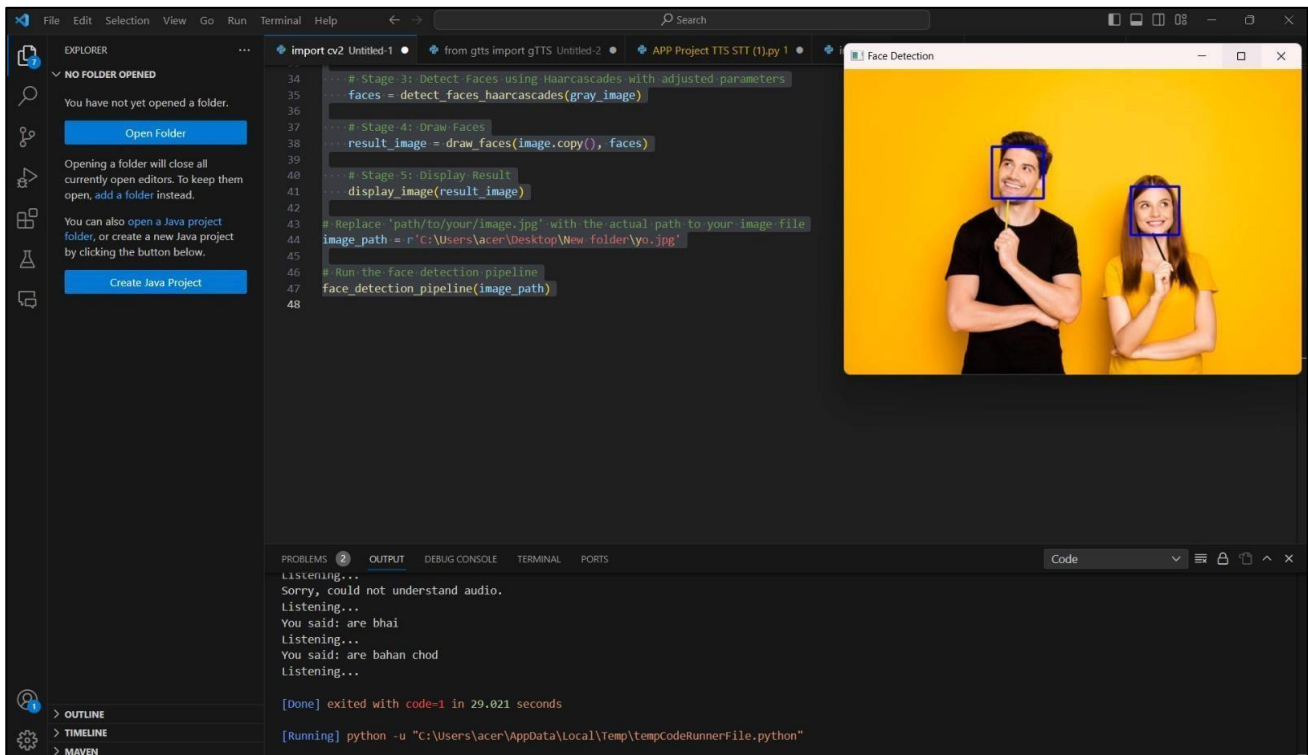 File Edit Selection View Go Run Terminal Help
Search
EXPLORER
NO FOLDER OPENED
You have not yet opened a folder.
Open Folder
Opening a folder will close all
currently open editors. To keep them
open, add a folder instead.
You can also open a Java project
folder, or create a new Java project
by clicking the button below.
Create Java Project
OUTLINE
TIMELINE
MAVEN
7
1
import cv2 Untitled-1
from gtts import gTTS Untitled-2
APP Project TTS STT (1).py 1
34 # Stage 3: Detect Faces using Haarcascades with adjusted parameters
35 faces = detect_faces_haarcascades(gray_image)
36
37 # Stage 4: Draw Faces
38 result_image = draw_faces(image.copy(), faces)
39
40 # Stage 5: Display Result
41 display_image(result_image)
42
43 # Replace 'path/to/your/image.jpg' with the actual path to your image file
44 image_path = r'C:\Users\acer\Desktop\New folder\yo.jpg'
45
46 # Run the face detection pipeline
47 face_detection_pipeline(image_path)
48
Face Detection
PROBLEMS 2 OUTPUT DEBUG CONSOLE TERMINAL PORTS
Code
Listening...
Sorry, could not understand audio.
Listening...
You said: are bhai
Listening...
You said: are bahan chod
Listening...
[Done] exited with code=1 in 29.021 seconds
[Running] python -u "C:\Users\acer\AppData\Local\Temp\tempCodeRunnerFile.python"